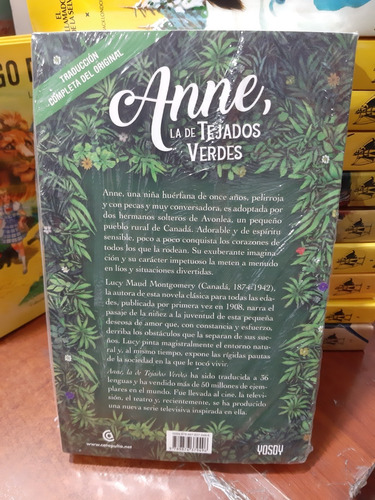 EL
LLAMADO
DE LA SELVA
TRADUCCIÓN
COMPLETA DEL ORIGINAL
Anne,
LA DE TEJADOS
VERDES
Anne, una niña huérfana de once años, pelirroja
y con pecas y muy conversadora, es adoptada por
dos hermanos solteros de Avonlea, un pequeño
pueblo rural de Canadá. Adorable y de espíritu
sensible, poco a poco conquista los corazones de
todos los que la rodean. Su exuberante imagina-
ción y su carácter impetuoso la meten a menudo
en líos y situaciones divertidas.
Lucy Maud Montgomery (Canadá, 1874/1942),
la autora de esta novela clásica para todas las eda-
des, publicada por primera vez en 1908, narra el
pasaje de la niñez a la juventud de esta pequeña
deseosa de amor que, con constancia y esfuerzo,
derriba los obstáculos que la separan de sus sue-
ños. Lucy pinta magistralmente el entorno natu-
ral y, al mismo tiempo, expone las rígidas pautas
de la sociedad en la que le tocó vivir.
Anne, la de Tejados Verdes ha sido traducida a 36
lenguas y ha vendido más de 50 millones de ejem-
plares en el mundo. Fue llevada al cine, la televisión,
el teatro y, recientemente, se ha producido
una nueva serie televisiva inspirada en ella.
YOSOY